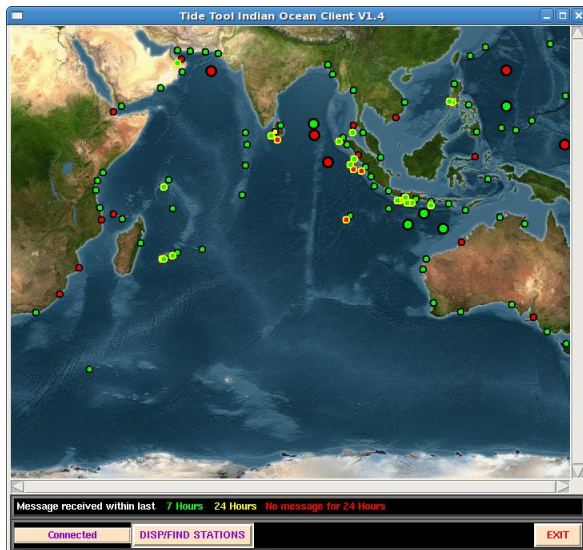 Tide Tool Indian Ocean Client V1.4
Message received within last 7 Hours 24 Hours No message for 24 Hours
Connected DISP/FIND STATIONS EXIT